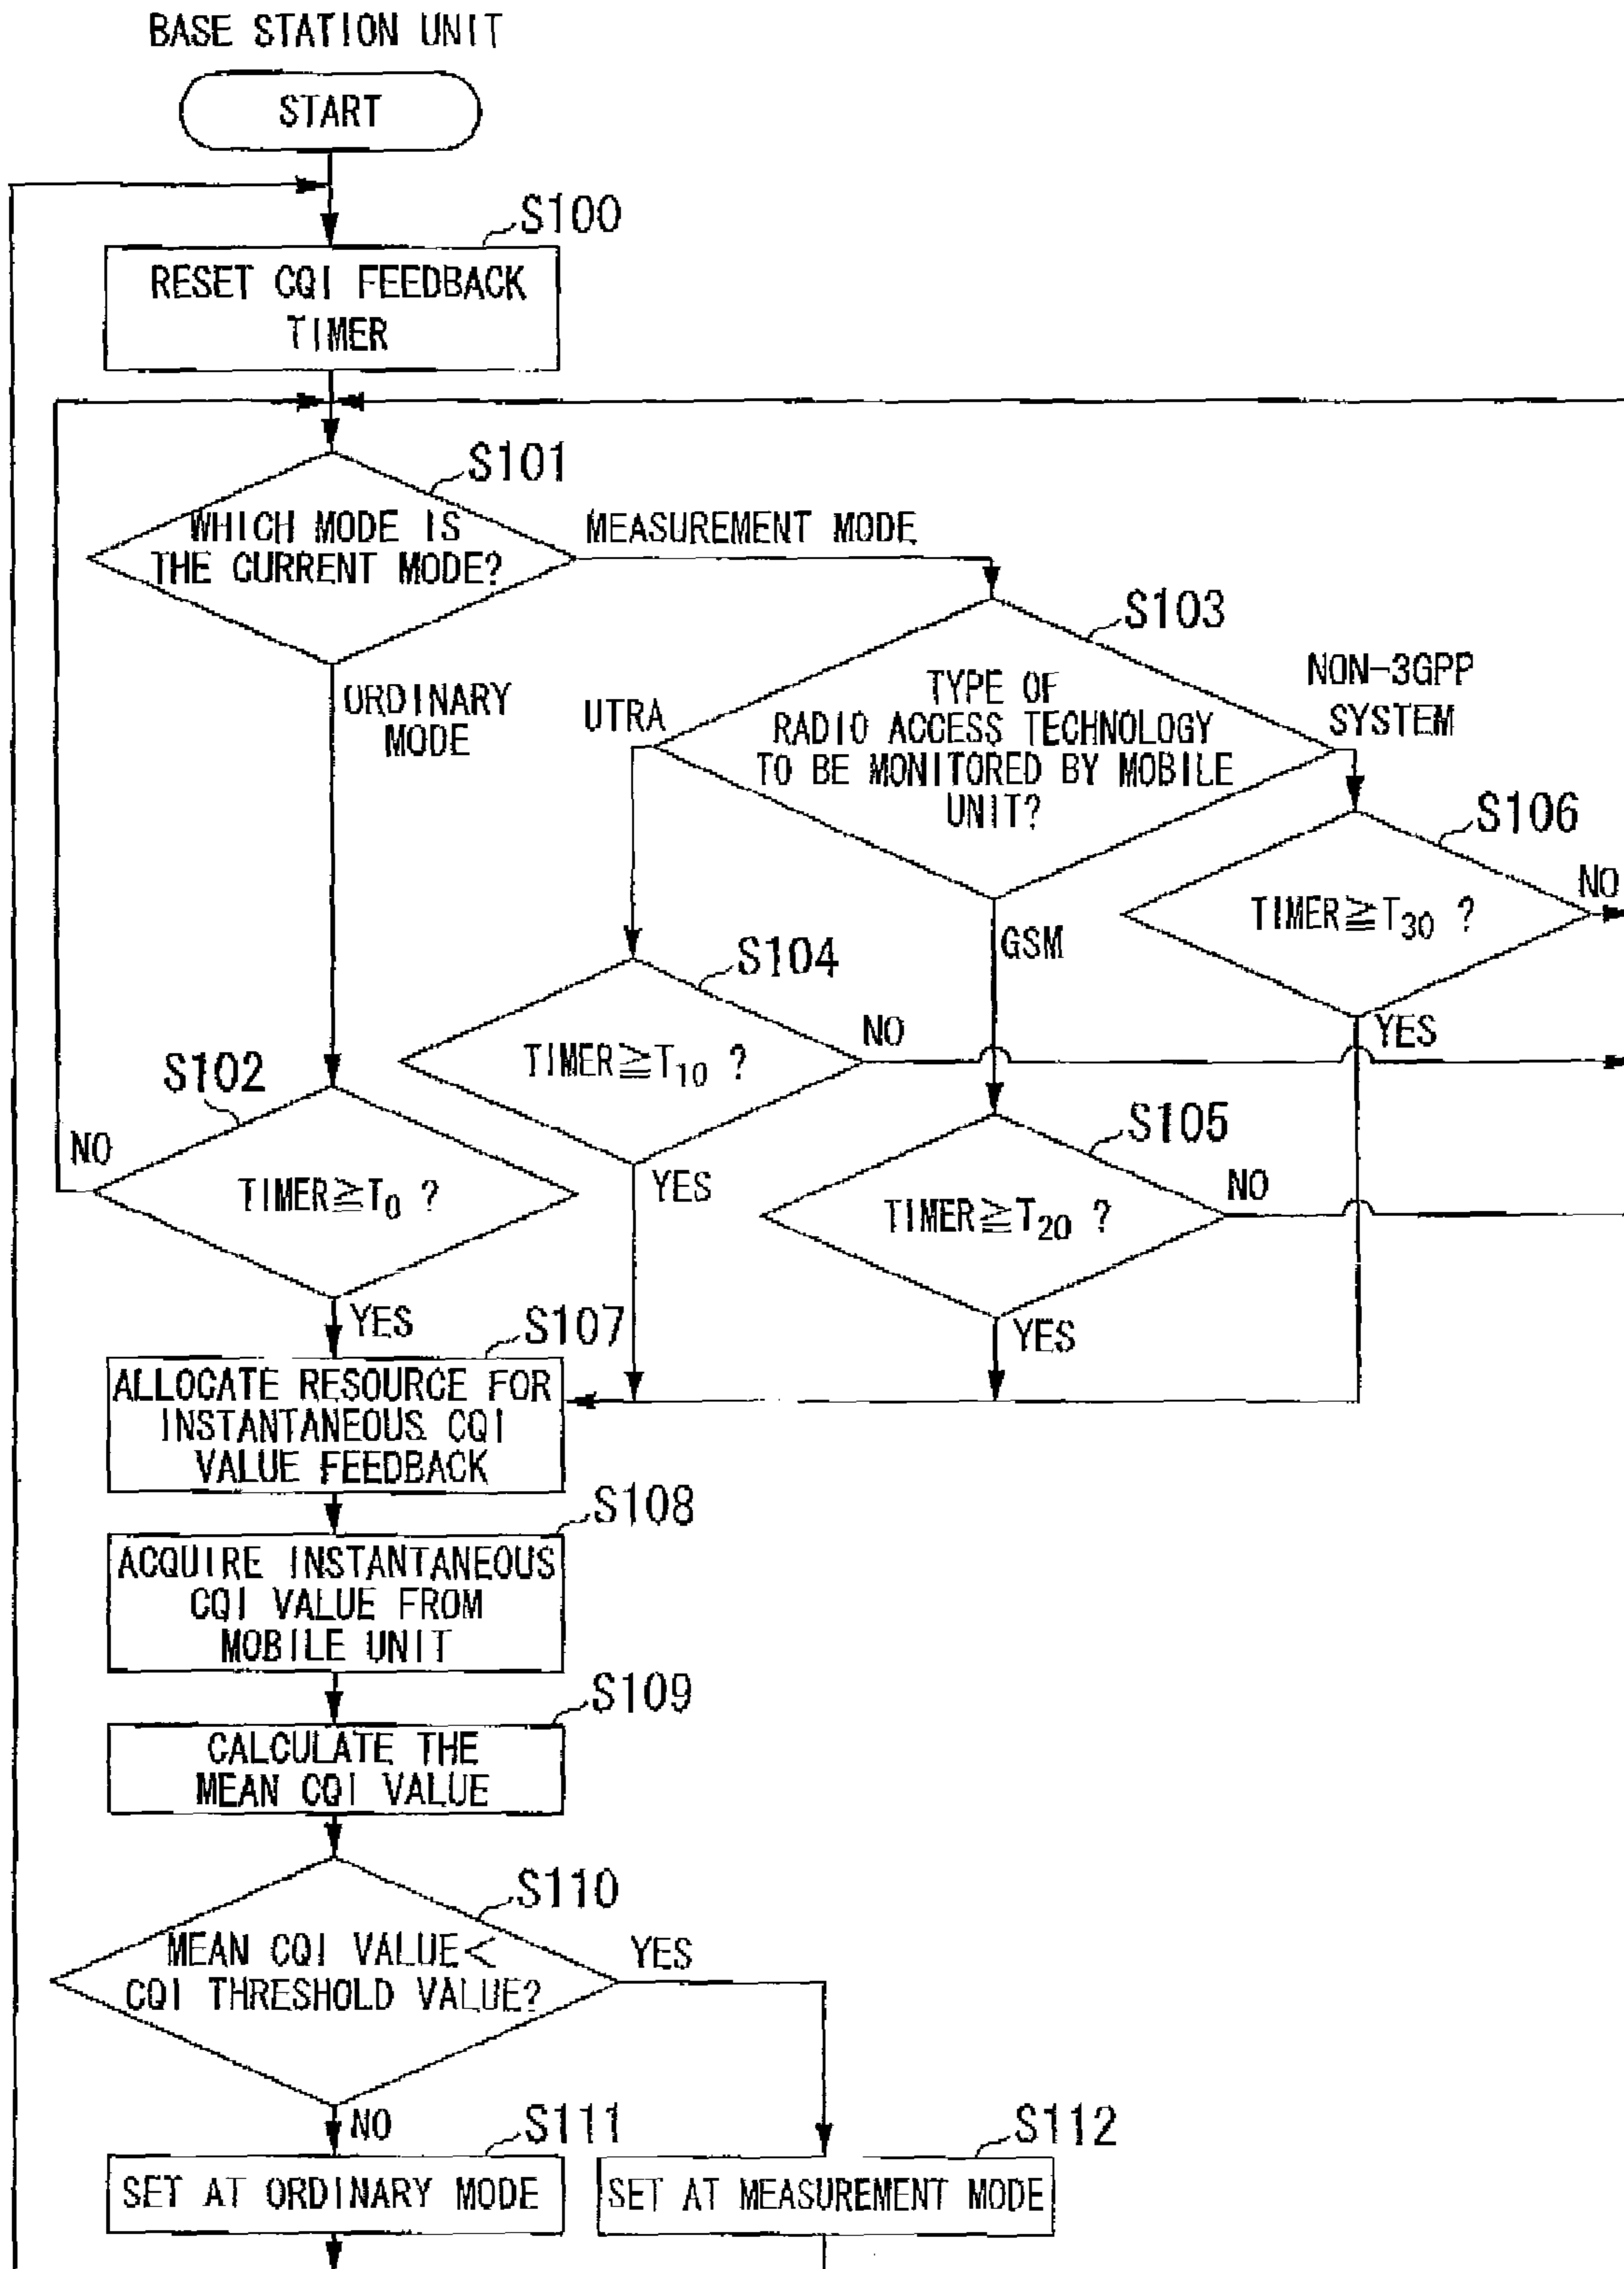 BASE STATION UNIT
START
S100
RESET CQI FEEDBACK
TIMER
S101
WHICH MODE IS
THE CURRENT MODE?
MEASUREMENT MODE
ORDINARY
MODE
S103
TYPE OF
RADIO ACCESS TECHNOLOGY
TO BE MONITORED BY MOBILE
UNIT?
UTRA
NON-3GPP
SYSTEM
GSM
S106
TIMER≧T30 ?
NO
YES
S104
TIMER≧T10 ?
NO
YES
S102
TIMER≧T0 ?
NO
YES
S105
TIMER≧T20 ?
NO
YES
S107
ALLOCATE RESOURCE FOR
INSTANTANEOUS CQI
VALUE FEEDBACK
S108
ACQUIRE INSTANTANEOUS
CQI VALUE FROM
MOBILE UNIT
S109
CALCULATE THE
MEAN CQI VALUE
S110
MEAN CQI VALUE<
CQI THRESHOLD VALUE?
YES
NO
S111
SET AT ORDINARY MODE
S112
SET AT MEASUREMENT MODE